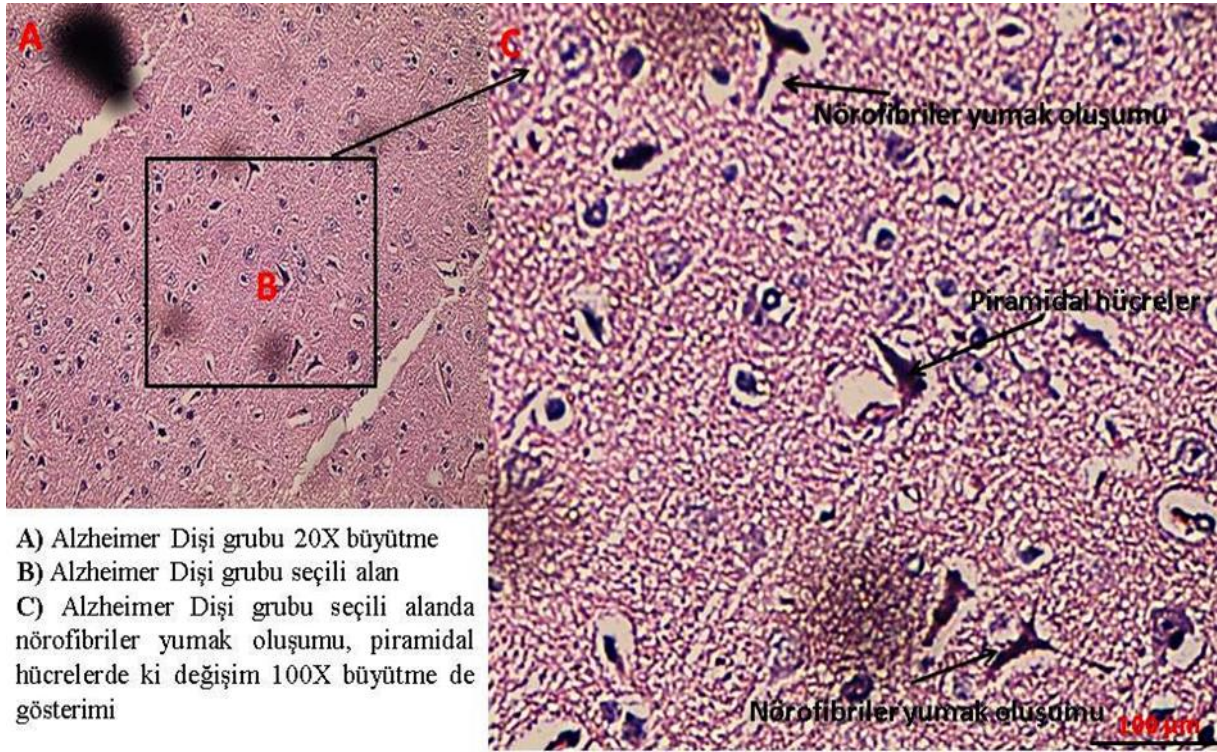 A
B
C
Nörofibriler yumak oluşumu
Piramidal hücreler
Nörofibriler yumak oluşumu
100 µm
A) Alzheimer Dişi grubu 20X büyütme
B) Alzheimer Dişi grubu seçili alan
C) Alzheimer Dişi grubu seçili alanda
nörofibriler yumak oluşumu, piramidal
hücrelerde ki değişim 100X büyütme de
gösterimi